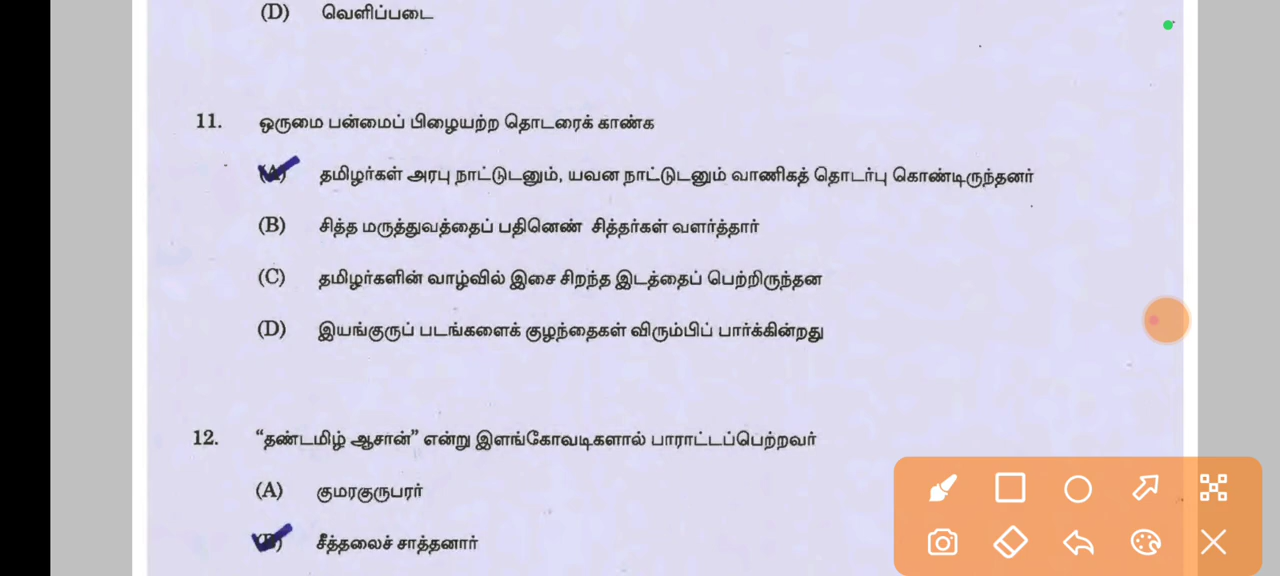 (D) வெளிப்படை
11. ஒருமை பன்மைப் பிழையற்ற தொடரைக் காண்க
(A) தமிழர்கள் அரபு நாட்டுடனும், யவன நாட்டுடனும் வாணிகத் தொடர்பு கொண்டிருந்தனர்
(B) சித்த மருத்துவத்தைப் பதினெண் சித்தர்கள் வளர்த்தார்
(C) தமிழர்களின் வாழ்வில் இசை சிறந்த இடத்தைப் பெற்றிருந்தன
(D) இயங்குருப் படங்களைக் குழந்தைகள் விரும்பிப் பார்க்கின்றது
12. “தண்டமிழ் ஆசான்” என்று இளங்கோவடிகளால் பாராட்டப்பெற்றவர்
(A) குமரகுருபரர்
(B) சீத்தலைச் சாத்தனார்